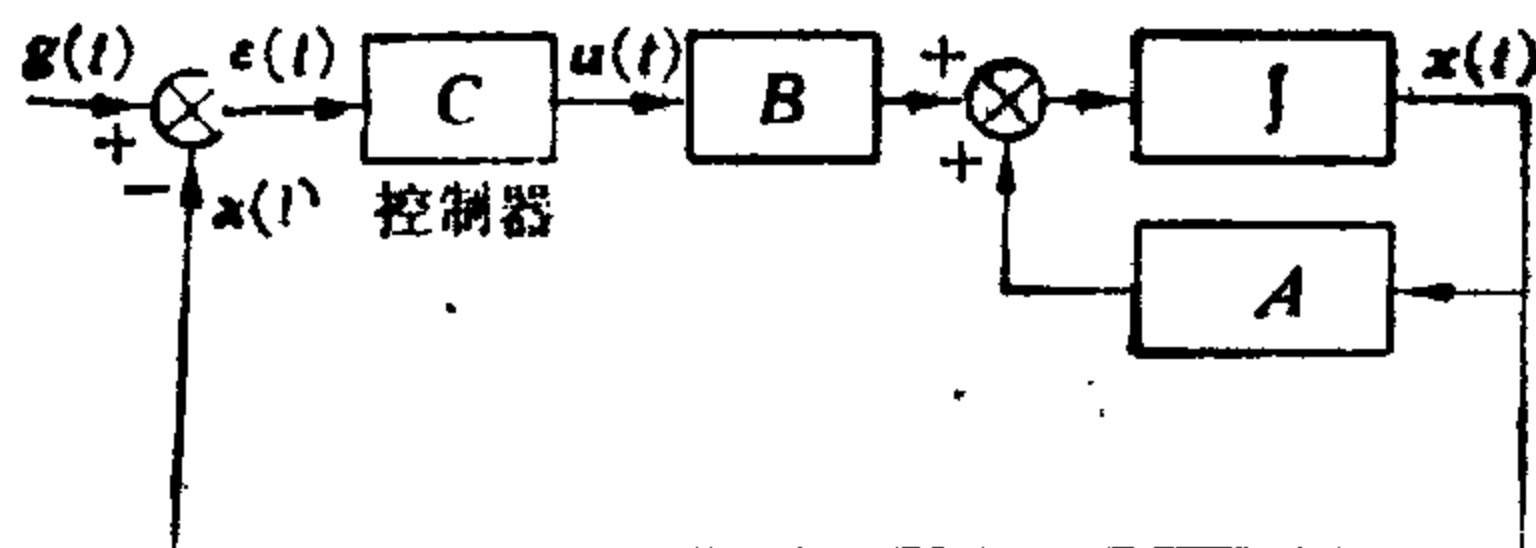 g(t) ε(t) C u(t) B + ∫ x(t)
+ − x(t) 控制器 + A